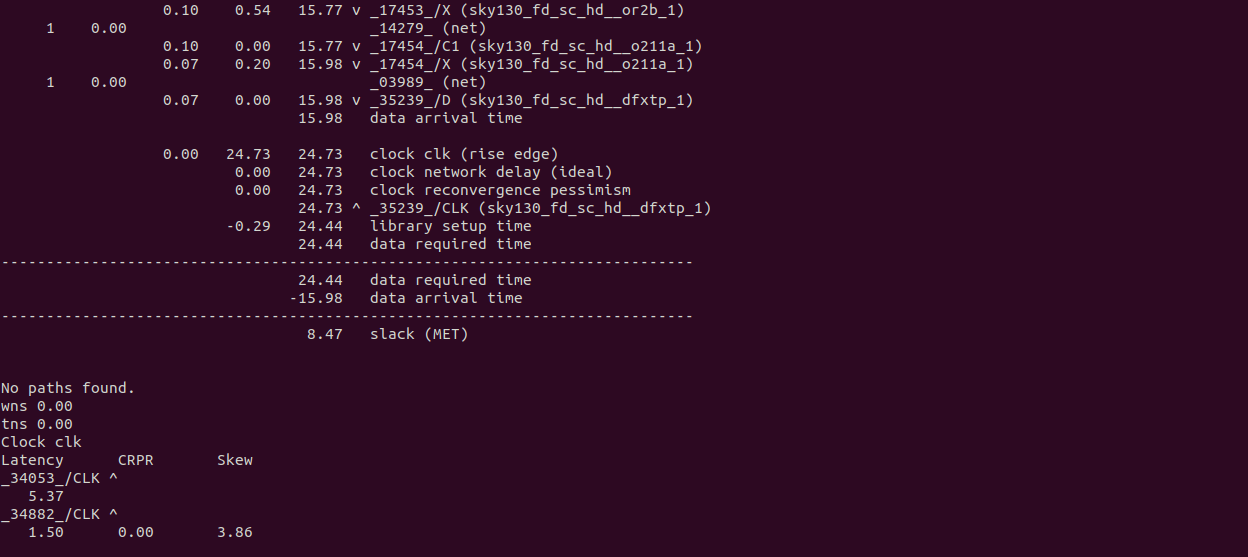 0.10    0.54   15.77 v _17453_/X (sky130_fd_sc_hd__or2b_1)
     1    0.00                           _14279_ (net)
                  0.10    0.00   15.77 v _17454_/C1 (sky130_fd_sc_hd__o211a_1)
                  0.07    0.20   15.98 v _17454_/X (sky130_fd_sc_hd__o211a_1)
     1    0.00                           _03989_ (net)
                  0.07    0.00   15.98 v _35239_/D (sky130_fd_sc_hd__dfxtp_1)
                                 15.98   data arrival time

                  0.00   24.73   24.73   clock clk (rise edge)
                          0.00   24.73   clock network delay (ideal)
                          0.00   24.73   clock reconvergence pessimism
                                 24.73 ^ _35239_/CLK (sky130_fd_sc_hd__dfxtp_1)
                         -0.29   24.44   library setup time
                                 24.44   data required time
-----------------------------------------------------------------------------
                                 24.44   data required time
                                -15.98   data arrival time
-----------------------------------------------------------------------------
                                  8.47   slack (MET)


No paths found.
wns 0.00
tns 0.00
Clock clk
Latency      CRPR       Skew
_34053_/CLK ^
   5.37
_34882_/CLK ^
   1.50      0.00       3.86